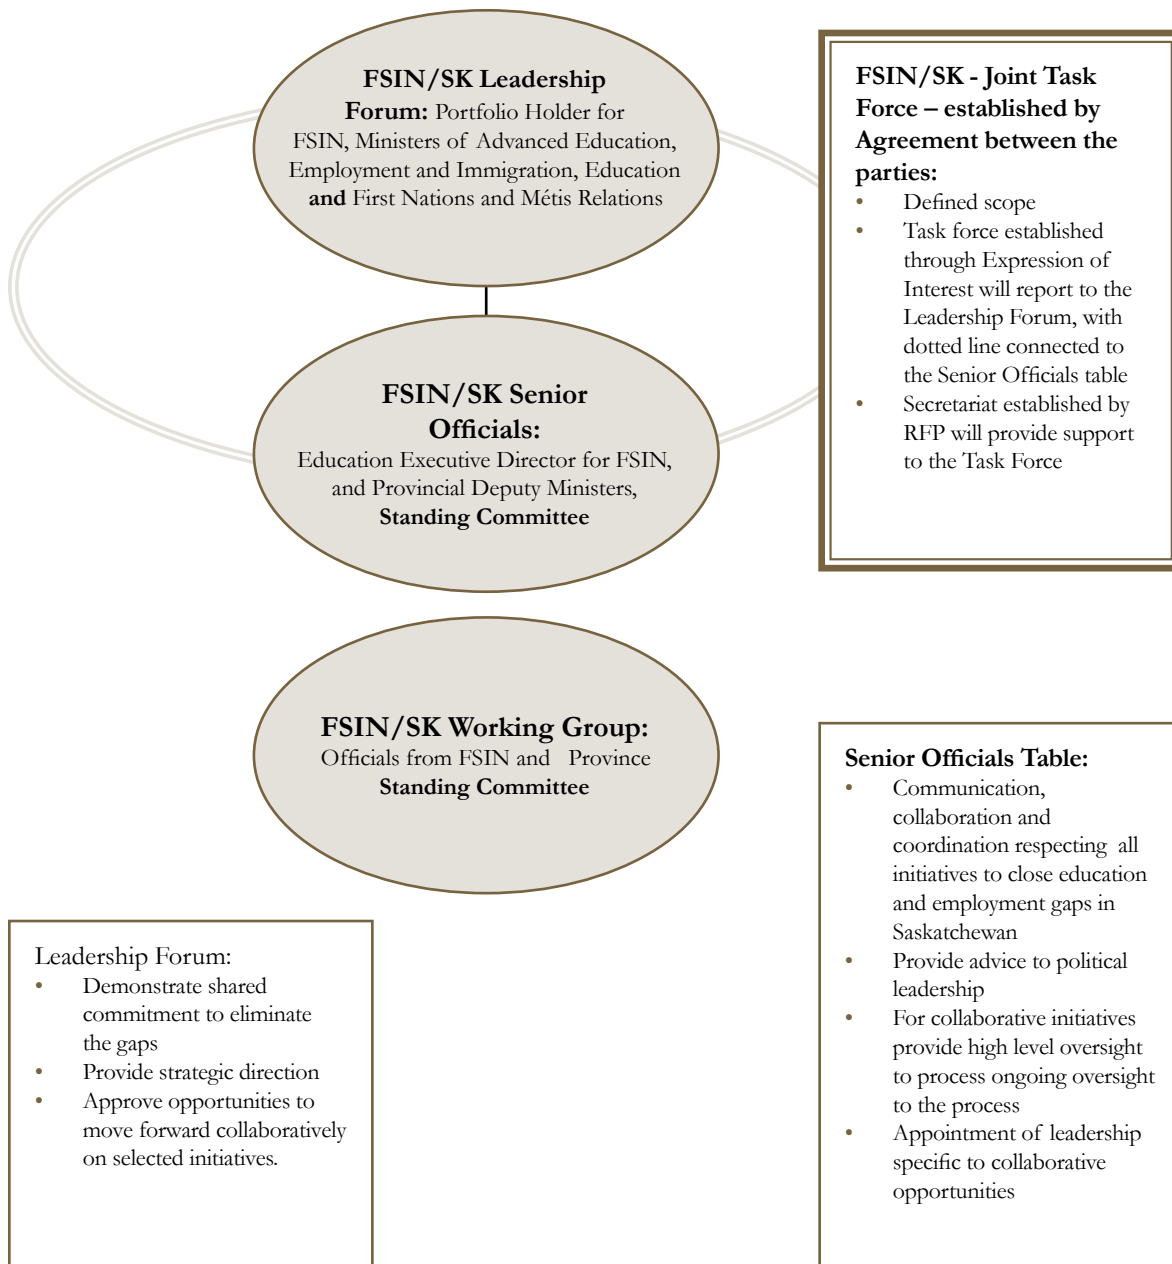 FSIN/SK Leadership
Forum: Portfolio Holder for
FSIN, Ministers of Advanced Education,
Employment and Immigration, Education
and First Nations and Métis Relations
FSIN/SK - Joint Task
Force – established by
Agreement between the
parties:
• Defined scope
• Task force established
through Expression of
Interest will report to the
Leadership Forum, with
dotted line connected to
the Senior Officials table
• Secretariat established by
RFP will provide support
to the Task Force
FSIN/SK Senior
Officials:
Education Executive Director for FSIN,
and Provincial Deputy Ministers,
Standing Committee
FSIN/SK Working Group:
Officials from FSIN and Province
Standing Committee
Senior Officials Table:
• Communication,
collaboration and
coordination respecting all
initiatives to close education
and employment gaps in
Saskatchewan
• Provide advice to political
leadership
• For collaborative initiatives
provide high level oversight
to process ongoing oversight
to the process
• Appointment of leadership
specific to collaborative
opportunities
Leadership Forum:
• Demonstrate shared
commitment to eliminate
the gaps
• Provide strategic direction
• Approve opportunities to
move forward collaboratively
on selected initiatives.